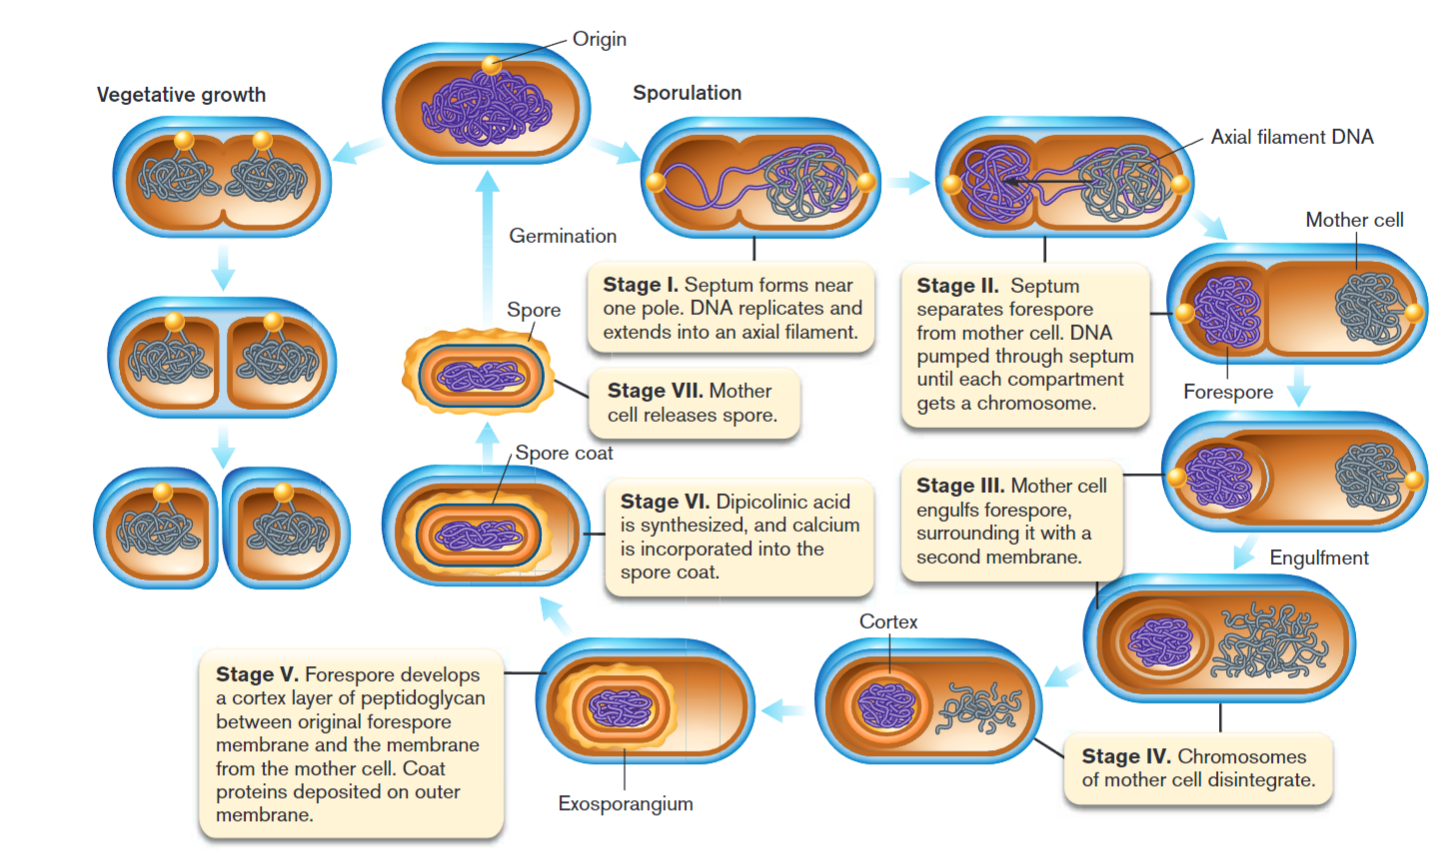 Origin
Vegetative growth
Sporulation
Axial filament DNA
Mother cell
Germination
Stage I. Septum forms near
one pole. DNA replicates and
extends into an axial filament.
Stage II. Septum
separates forespore
from mother cell. DNA
pumped through septum
until each compartment
gets a chromosome.
Spore
Stage VII. Mother
cell releases spore.
Forespore
Spore coat
Stage VI. Dipicolinic acid
is synthesized, and calcium
is incorporated into the
spore coat.
Stage III. Mother cell
engulfs forespore,
surrounding it with a
second membrane.
Engulfment
Cortex
Stage V. Forespore develops
a cortex layer of peptidoglycan
between original forespore
membrane and the membrane
from the mother cell. Coat
proteins deposited on outer
membrane.
Exosporangium
Stage IV. Chromosomes
of mother cell disintegrate.